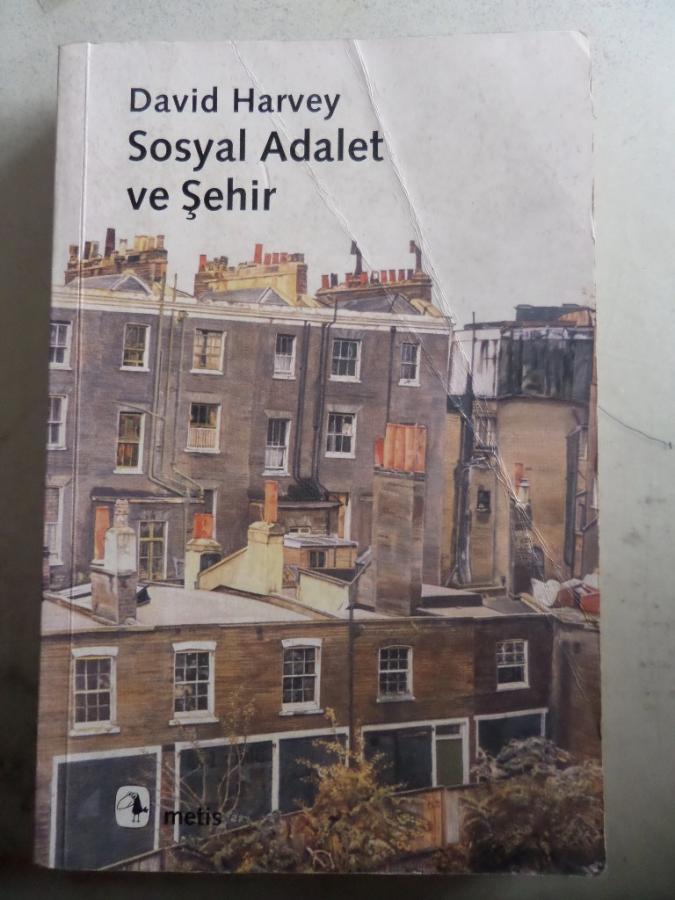 David Harvey
Sosyal Adalet
ve Şehir
metis